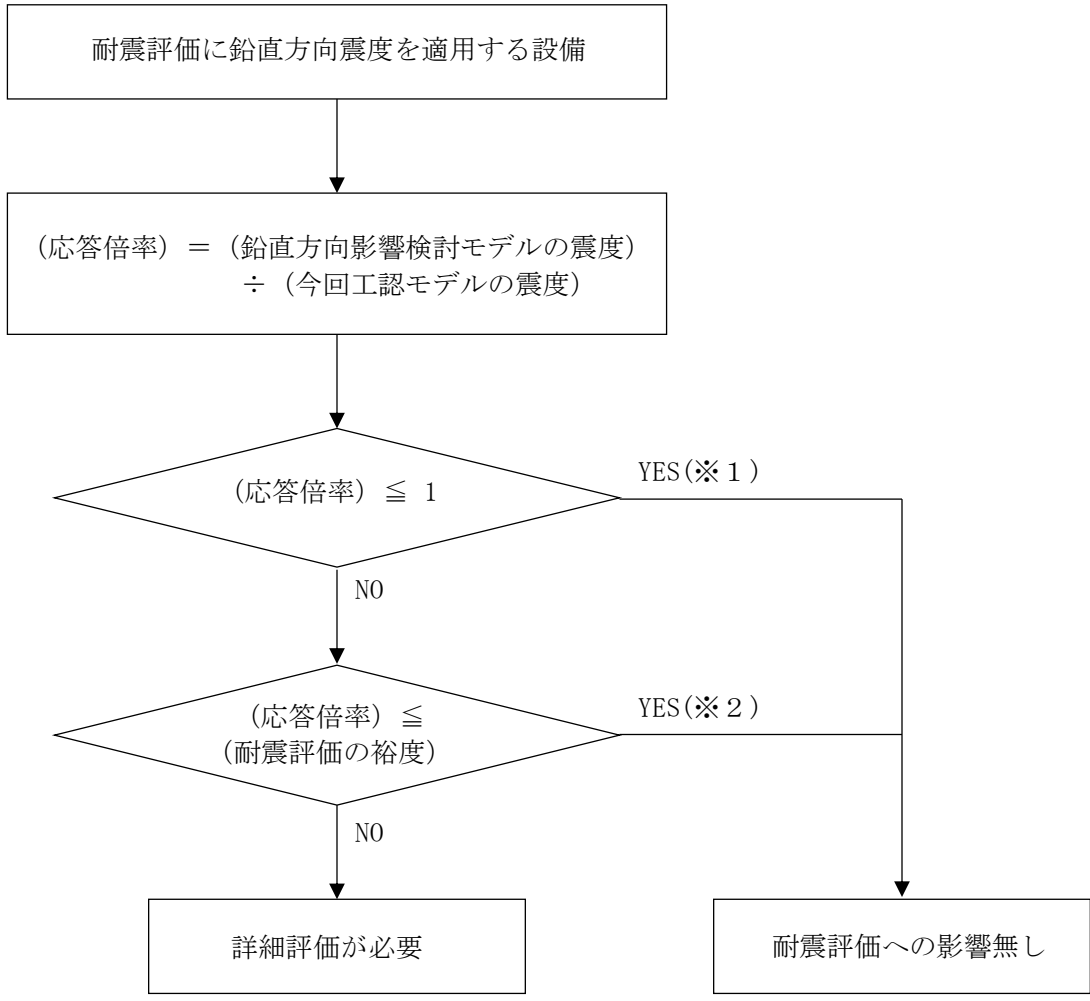 耐震評価に鉛直方向震度を適用する設備
（応答倍率）＝（鉛直方向影響検討モデルの震度）
÷（今回工認モデルの震度）
（応答倍率）≦ 1
YES(※１)
NO
（応答倍率）≦
（耐震評価の裕度）
YES(※２)
NO
詳細評価が必要
耐震評価への影響無し